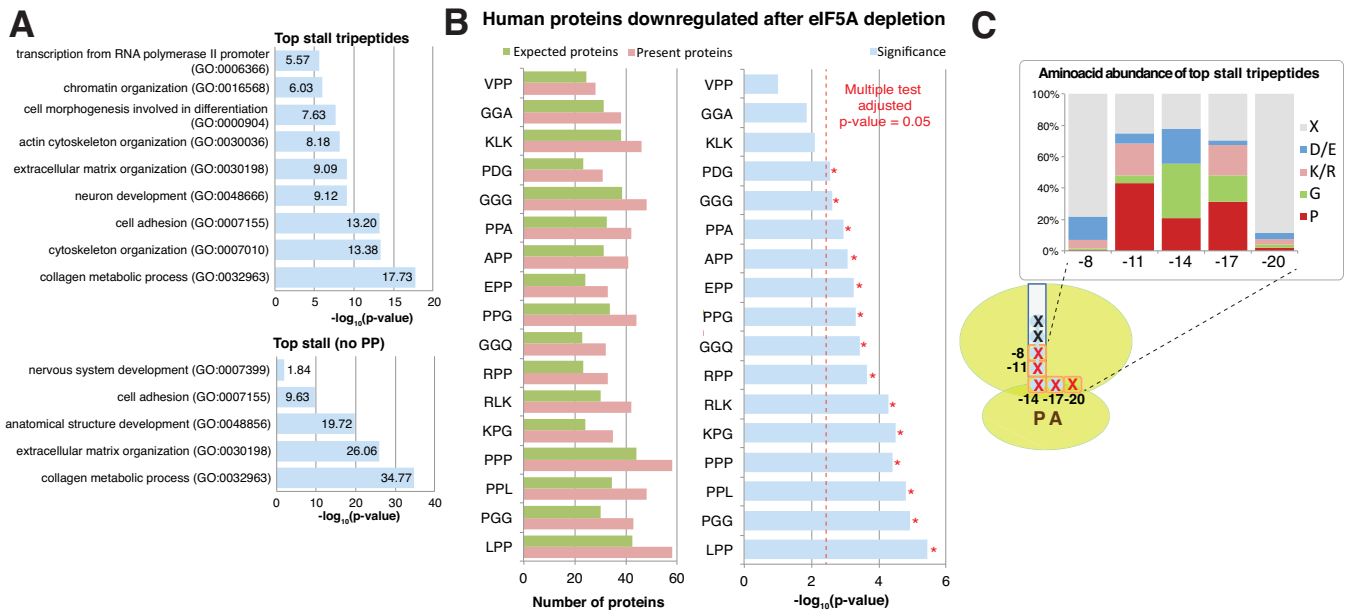 A
Top stall tripeptides
transcription from RNA polymerase II promoter
(GO:0006366)
5.57
chromatin organization (GO:0016568)
6.03
cell morphogenesis involved in differentiation
(GO:0000904)
7.63
actin cytoskeleton organization (GO:0030036)
8.18
extracellular matrix organization (GO:0030198)
9.09
neuron development (GO:0048666)
9.12
cell adhesion (GO:0007155)
13.20
cytoskeleton organization (GO:0007010)
13.38
collagen metabolic process (GO:0032963)
17.73
0 5 10 15 20
-log10(p-value)
Top stall (no PP)
nervous system development (GO:0007399)
1.84
cell adhesion (GO:0007155)
9.63
anatomical structure development (GO:0048856)
19.72
extracellular matrix organization (GO:0030198)
26.06
collagen metabolic process (GO:0032963)
34.77
0 10 20 30 40
-log10(p-value)
B Human proteins downregulated after eIF5A depletion
Expected proteins Present proteins
VPP
GGA
KLK
PDG
GGG
PPA
APP
EPP
PPG
GGQ
RPP
RLK
KPG
PPP
PPL
PGG
LPP
0 20 40 60
Number of proteins
Significance
Multiple test
adjusted
p-value = 0.05
VPP
GGA
KLK
PDG *
GGG *
PPA *
APP *
EPP *
PPG *
GGQ *
RPP *
RLK *
KPG *
PPP *
PPL *
PGG *
LPP *
0 2 4 6
-log10(p-value)
C
Aminoacid abundance of top stall tripeptides
100%
80%
60%
40%
20%
0%
-8 -11 -14 -17 -20
X
D/E
K/R
G
P
X
X
-8 X
-11 X
X X X
-14 -17 -20
P A